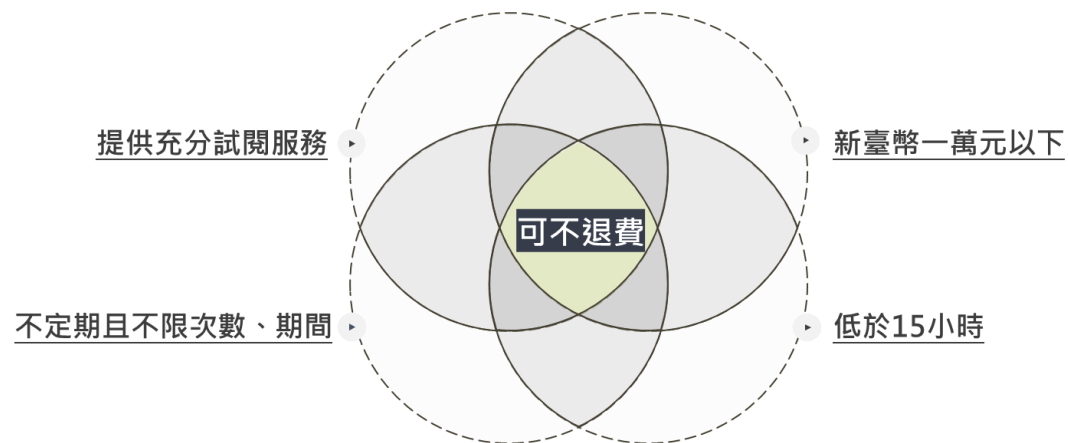 提供充分試閱服務
新臺幣一萬元以下
可不退費
不定期且不限次數、期間
低於15小時